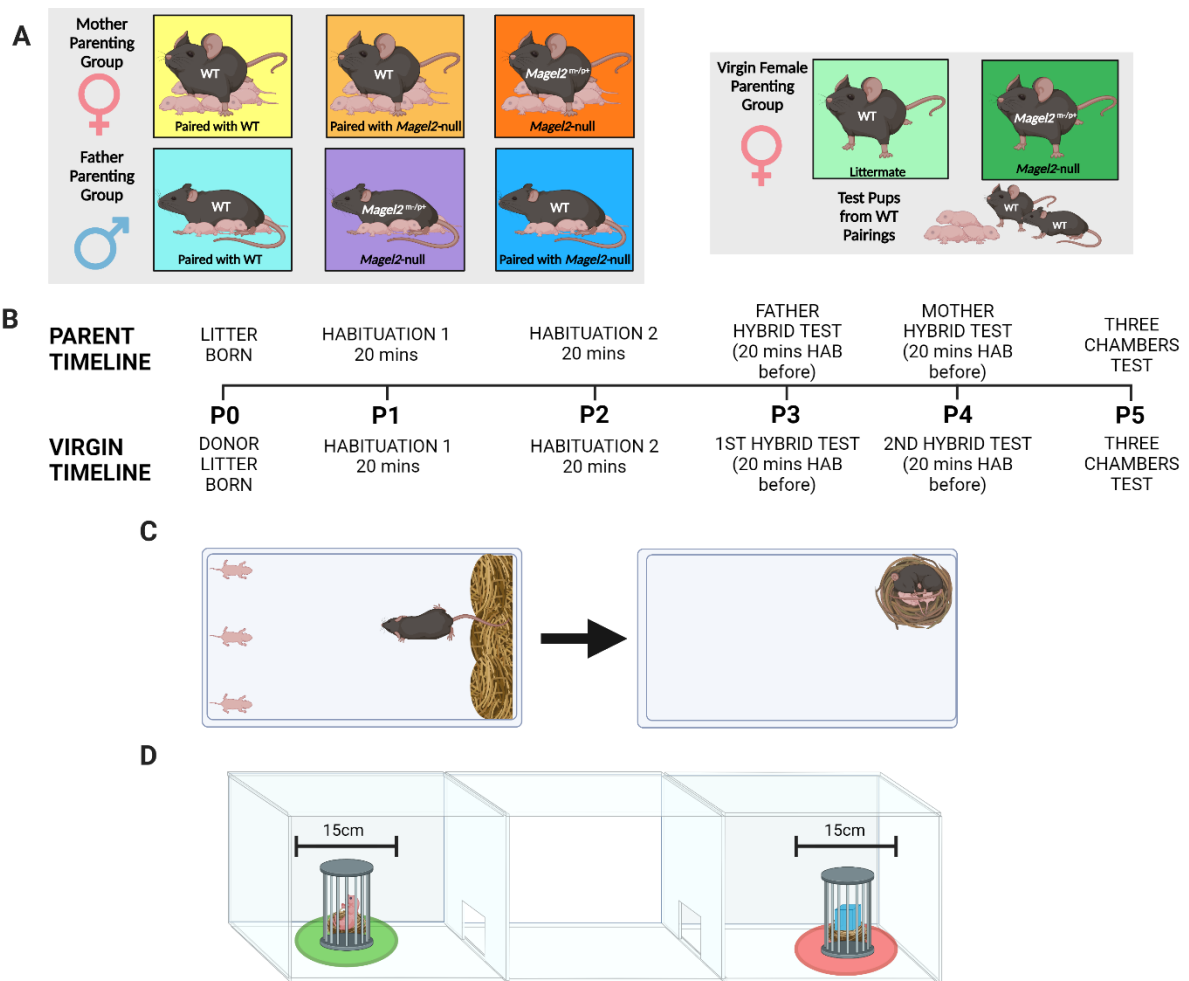 A
Mother
Parenting
Group
WT
Paired with WT
WT
Paired with Magel2-null
Magel2 m-/p+
Magel2-null
Father
Parenting
Group
WT
Paired with WT
Magel2 m-/p+
Magel2-null
WT
Paired with Magel2-null
Virgin Female
Parenting
Group
WT
Littermate
Magel2 m-/p+
Magel2-null
Test Pups
from WT
Pairings
WT
WT
B
PARENT
TIMELINE
LITTER
BORN
HABITUATION 1
20 mins
HABITUATION 2
20 mins
FATHER
HYBRID TEST
(20 mins HAB
before)
MOTHER
HYBRID TEST
(20 mins HAB
before)
THREE
CHAMBERS
TEST
P0
P1
P2
P3
P4
P5
VIRGIN
TIMELINE
DONOR
LITTER
BORN
HABITUATION 1
20 mins
HABITUATION 2
20 mins
1ST HYBRID TEST
(20 mins HAB
before)
2ND HYBRID TEST
(20 mins HAB
before)
THREE
CHAMBERS
TEST
C
D
15cm
15cm